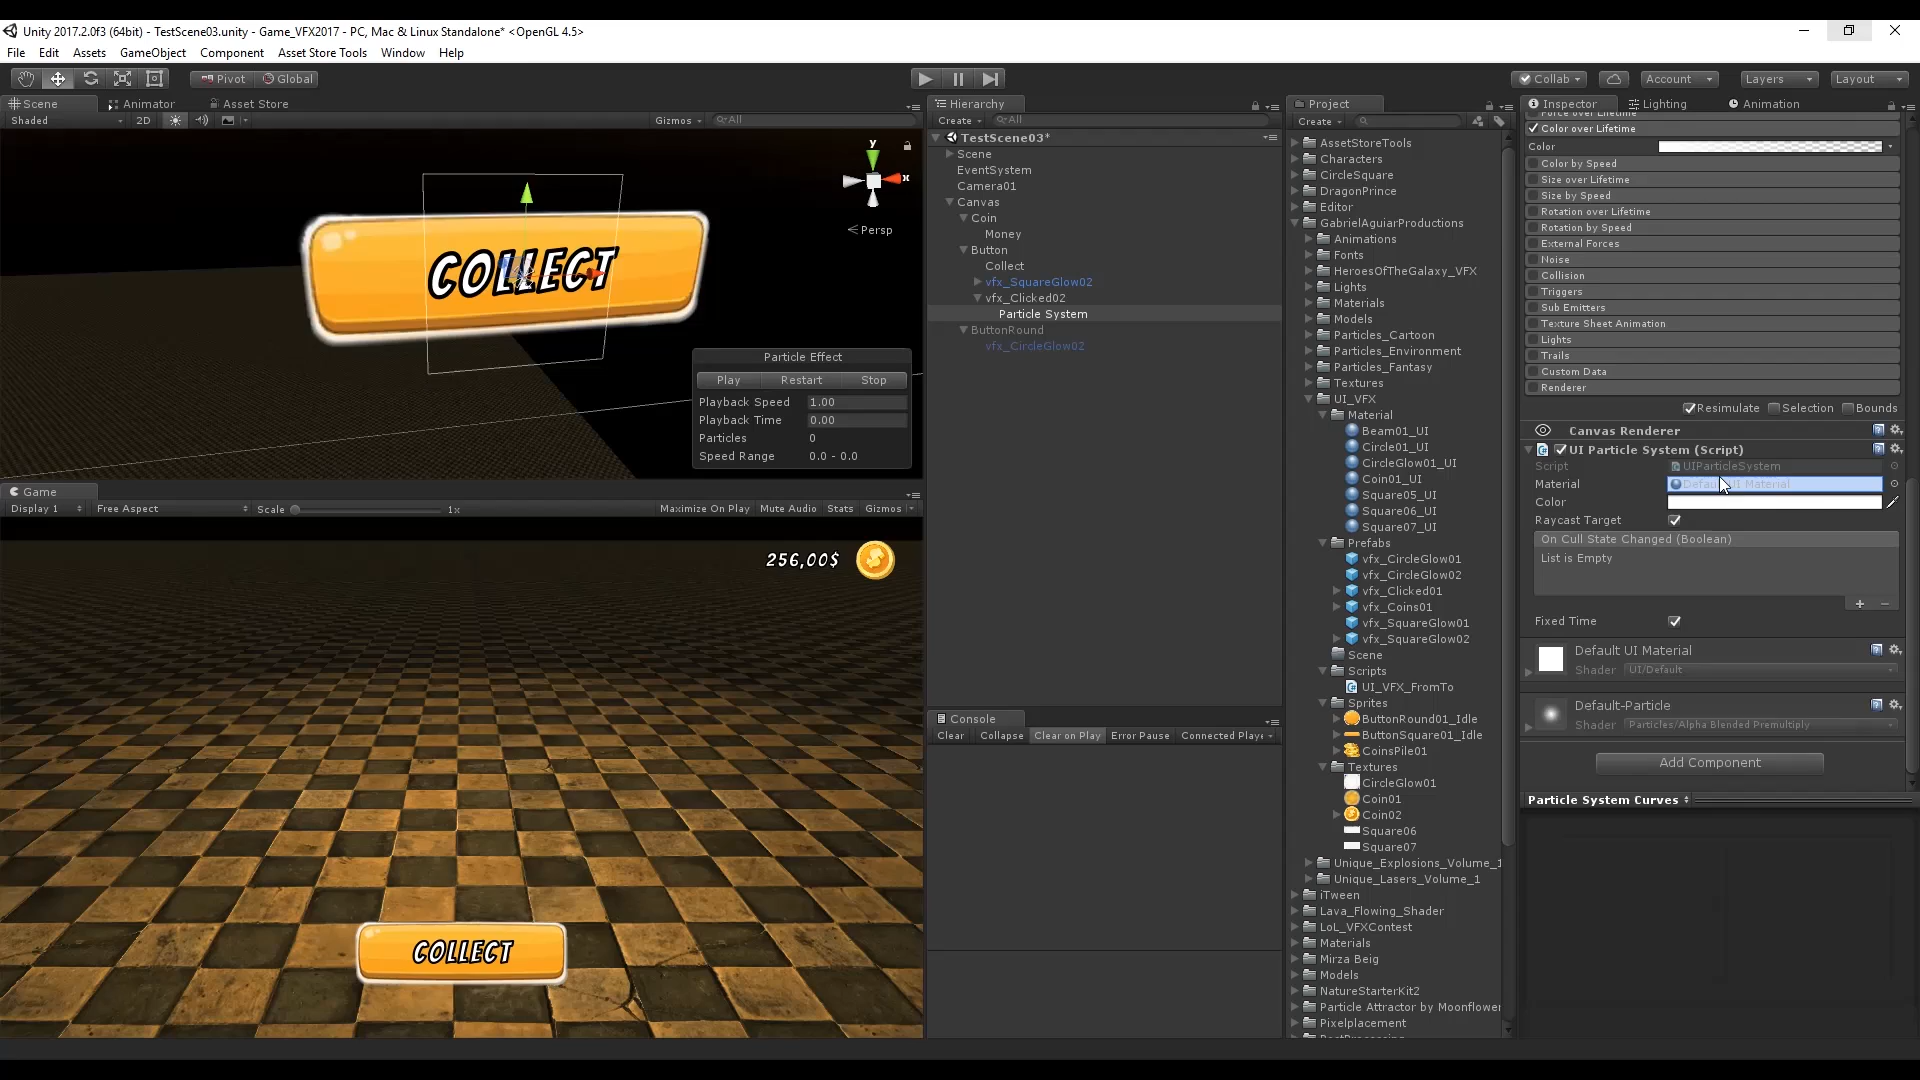 Unity 2017.2.0f3 (64bit) - TestScene03.unity - Game_VFX2017 - PC, Mac & Linux Standalone* <OpenGL 4.5>
File Edit Assets GameObject Component Asset Store Tools Window Help
Pivot Global
Collab Account Layers Layout
Scene Animator Asset Store
Shaded 2D Gizmos All
y
x
Persp
COLLECT
Particle Effect
Play Restart Stop
Playback Speed 1.00
Playback Time 0.00
Particles 0
Speed Range 0.0 - 0.0
Game
Display 1 Free Aspect Scale 1x Maximize On Play Mute Audio Stats Gizmos
256,00$
COLLECT
Hierarchy
Create All
TestScene03*
Scene
EventSystem
Camera01
Canvas
Coin
Money
Button
Collect
vfx_SquareGlow02
vfx_Clicked02
Particle System
ButtonRound
vfx_CircleGlow02
Console
Clear Collapse Clear on Play Error Pause Connected Playe
Project
Create
AssetStoreTools
Characters
CircleSquare
DragonPrince
Editor
GabrielAguiarProductions
Animations
Fonts
HeroesOfTheGalaxy_VFX
Lights
Materials
Models
Particles_Cartoon
Particles_Environment
Particles_Fantasy
Textures
UI_VFX
Material
Beam01_UI
Circle01_UI
CircleGlow01_UI
Coin01_UI
Square05_UI
Square06_UI
Square07_UI
Prefabs
vfx_CircleGlow01
vfx_CircleGlow02
vfx_Clicked01
vfx_Coins01
vfx_SquareGlow01
vfx_SquareGlow02
Scene
Scripts
UI_VFX_FromTo
Sprites
ButtonRound01_Idle
ButtonSquare01_Idle
CoinsPile01
Textures
CircleGlow01
Coin01
Coin02
Square06
Square07
Unique_Explosions_Volume_1
Unique_Lasers_Volume_1
iTween
Lava_Flowing_Shader
LoL_VFXContest
Materials
Mirza Beig
Models
NatureStarterKit2
Particle Attractor by Moonflower
Pixelplacement
Inspector Lighting Animation
Force over Lifetime
Color over Lifetime
Color
Color by Speed
Size over Lifetime
Size by Speed
Rotation over Lifetime
Rotation by Speed
External Forces
Noise
Collision
Triggers
Sub Emitters
Texture Sheet Animation
Lights
Trails
Custom Data
Renderer
Resimulate Selection Bounds
Canvas Renderer
UI Particle System (Script)
Script UIParticleSystem
Material Default UI Material
Color
Raycast Target
On Cull State Changed (Boolean)
List is Empty
Fixed Time
Default UI Material
Shader UI/Default
Default-Particle
Shader Particles/Alpha Blended Premultiply
Add Component
Particle System Curves